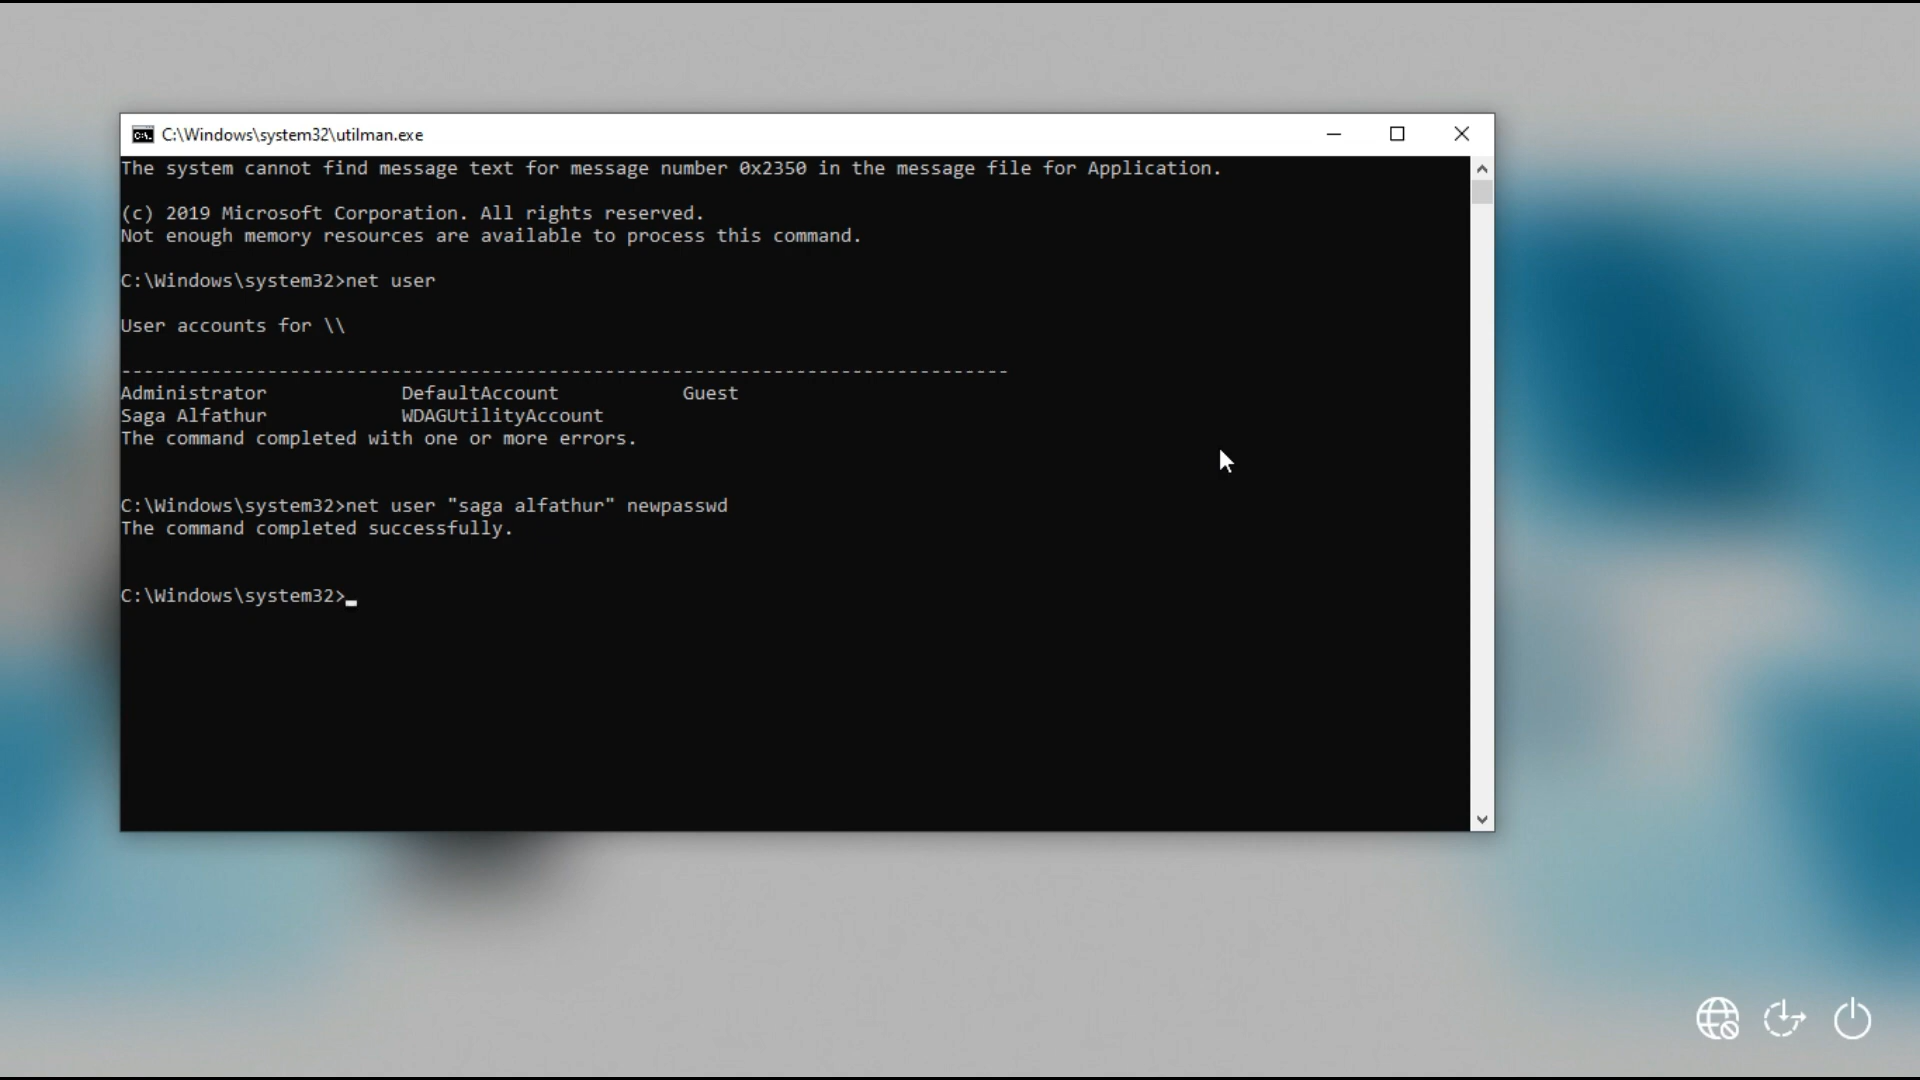 C:\Windows\system32\utilman.exe
The system cannot find message text for message number 0x2350 in the message file for Application.
(c) 2019 Microsoft Corporation. All rights reserved.
Not enough memory resources are available to process this command.
C:\Windows\system32>net user
User accounts for \\
-------------------------------------------------------------------------------
Administrator            DefaultAccount           Guest
Saga Alfathur            WDAGUtilityAccount
The command completed with one or more errors.
C:\Windows\system32>net user "saga alfathur" newpasswd
The command completed successfully.
C:\Windows\system32>